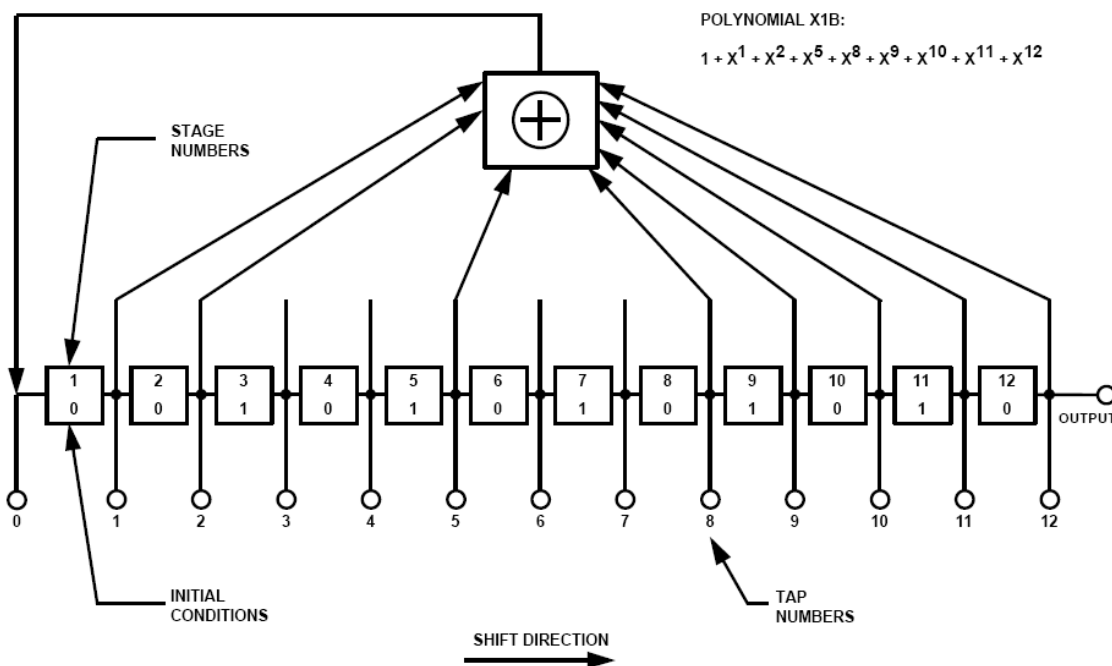 POLYNOMIAL X1B:
1 + X¹ + X² + X⁵ + X⁸ + X⁹ + X¹⁰ + X¹¹ + X¹²
STAGE
NUMBERS
1 2 3 4 5 6 7 8 9 10 11 12
0 0 1 0 1 0 1 0 1 0 1 0
OUTPUT
0 1 2 3 4 5 6 7 8 9 10 11 12
INITIAL
CONDITIONS
TAP
NUMBERS
SHIFT DIRECTION